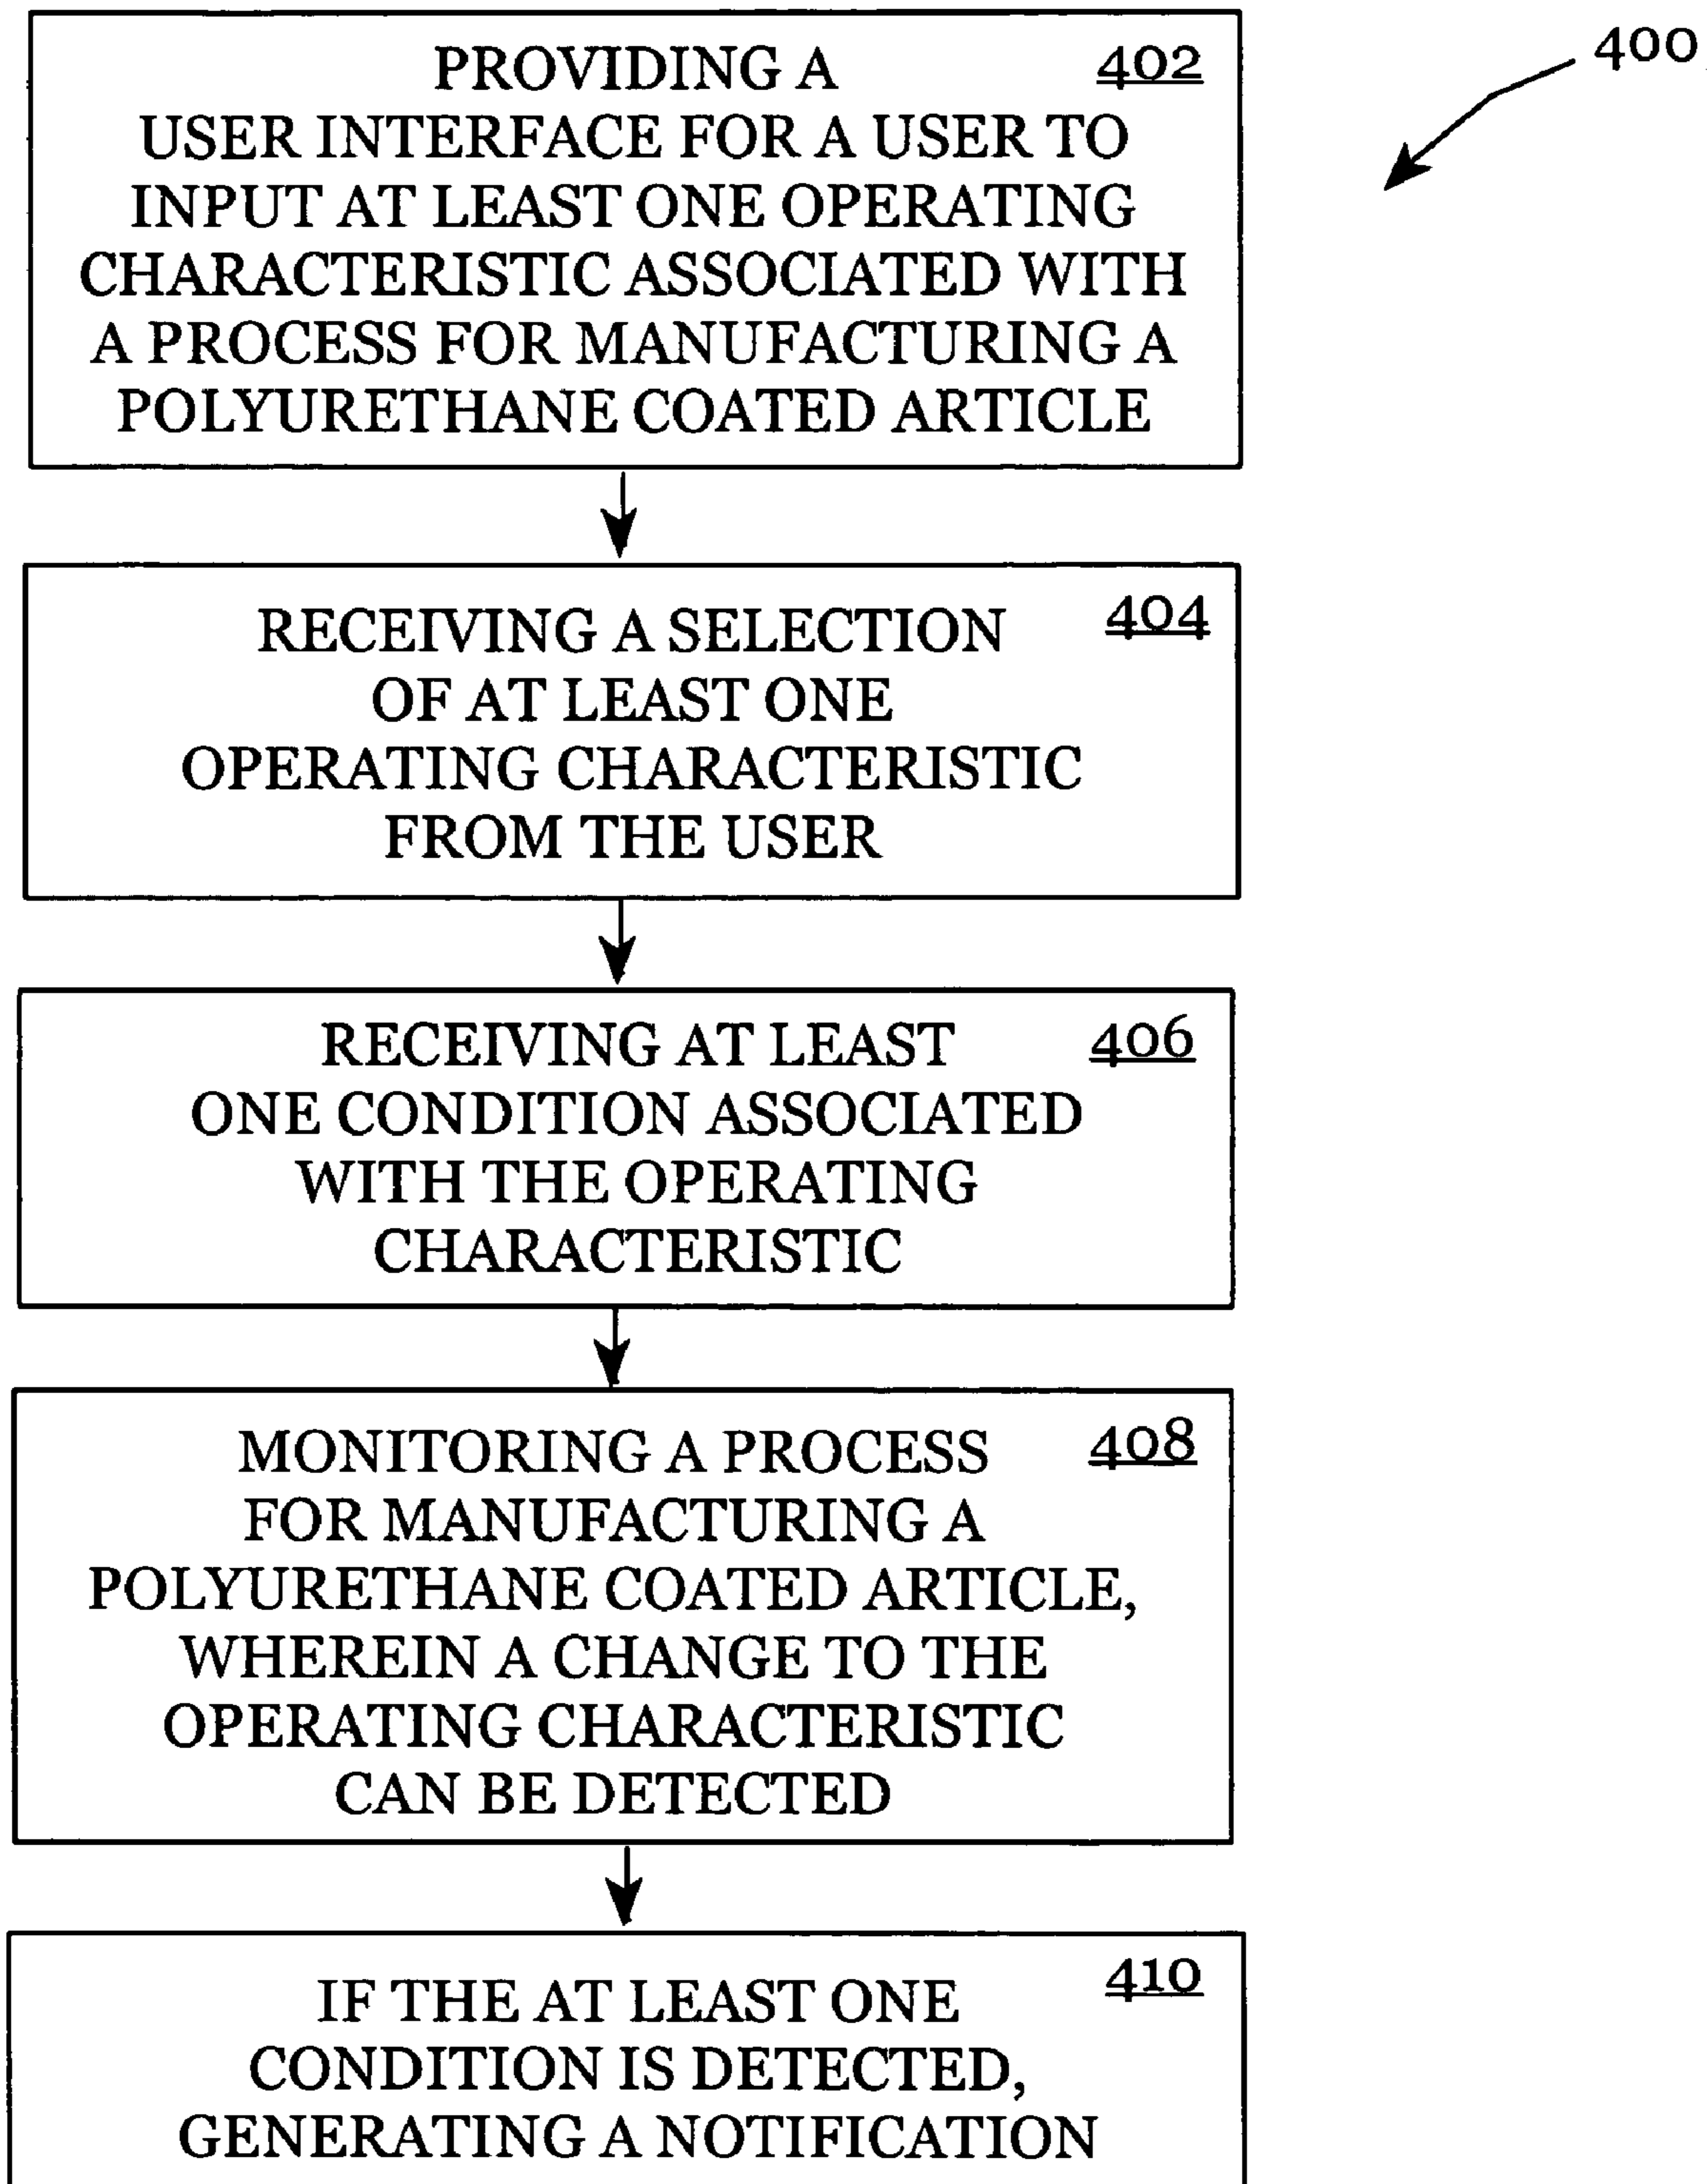 PROVIDING A 402
USER INTERFACE FOR A USER TO
INPUT AT LEAST ONE OPERATING
CHARACTERISTIC ASSOCIATED WITH
A PROCESS FOR MANUFACTURING A
POLYURETHANE COATED ARTICLE
400
RECEIVING A SELECTION 404
OF AT LEAST ONE
OPERATING CHARACTERISTIC
FROM THE USER
RECEIVING AT LEAST 406
ONE CONDITION ASSOCIATED
WITH THE OPERATING
CHARACTERISTIC
MONITORING A PROCESS 408
FOR MANUFACTURING A
POLYURETHANE COATED ARTICLE,
WHEREIN A CHANGE TO THE
OPERATING CHARACTERISTIC
CAN BE DETECTED
IF THE AT LEAST ONE 410
CONDITION IS DETECTED,
GENERATING A NOTIFICATION